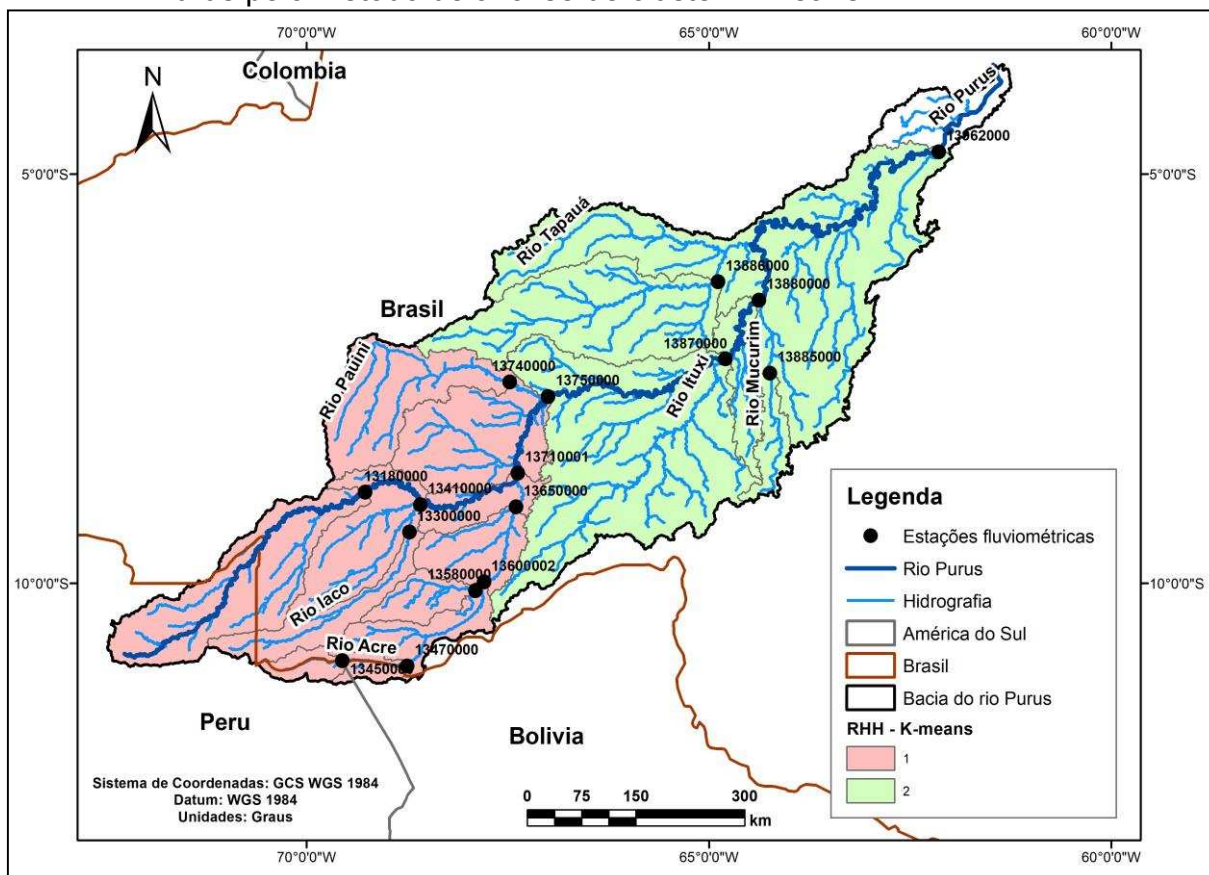 70°0'0"W
65°0'0"W
60°0'0"W
Colombia
N
Rio Purus
13962000
5°0'0"S
5°0'0"S
Rio Tapauá
13886000
13880000
Brasil
13870000
13885000
Rio Pauini
13740000
13750000
Rio Ituxi
Rio Mucurim
13710001
13180000
13410000
13650000
13300000
13600002
13580000
10°0'0"S
10°0'0"S
Rio Iaco
Rio Acre
13470000
Peru
Bolivia
Legenda
Estações fluviométricas
Rio Purus
Hidrografia
América do Sul
Brasil
Bacia do rio Purus
RHH - K-means
1
2
Sistema de Coordenadas: GCS WGS 1984
Datum: WGS 1984
Unidades: Graus
0 75 150 300
km
70°0'0"W
65°0'0"W
60°0'0"W